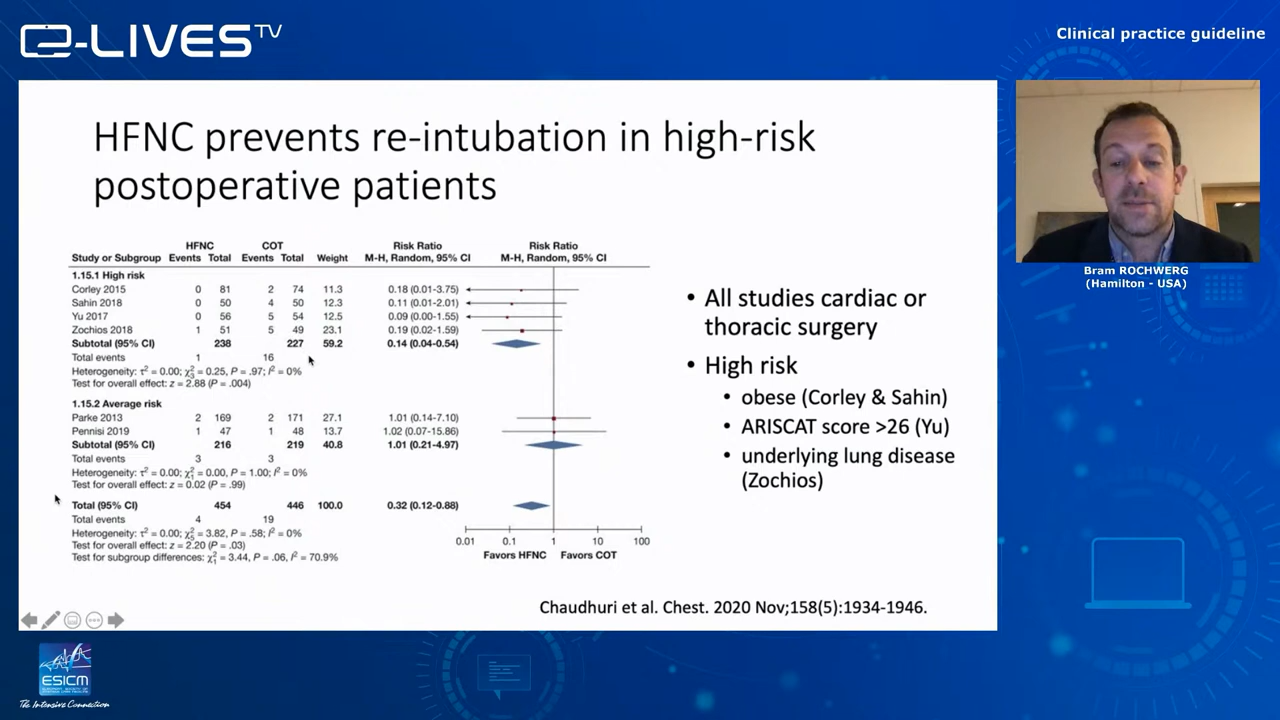 e-LIVES TV
Clinical practice guideline
HFNC prevents re-intubation in high-risk
postoperative patients
HFNC COT Risk Ratio Risk Ratio
Study or Subgroup Events Total Events Total Weight M-H, Random, 95% CI M-H, Random, 95% CI
1.15.1 High risk
Corley 2015 0 81 2 74 11.3 0.18 (0.01-3.75)
Sahin 2018 0 50 4 50 12.3 0.11 (0.01-2.01)
Yu 2017 0 56 5 54 12.5 0.09 (0.00-1.55)
Zochios 2018 1 51 5 49 23.1 0.19 (0.02-1.59)
Subtotal (95% CI) 238 227 59.2 0.14 (0.04-0.54)
Total events 1 16
Heterogeneity: τ² = 0.00; χ²₃ = 0.25, P = .97; I² = 0%
Test for overall effect: z = 2.88 (P = .004)
1.15.2 Average risk
Parke 2013 2 169 2 171 27.1 1.01 (0.14-7.10)
Pennisi 2019 1 47 1 48 13.7 1.02 (0.07-15.86)
Subtotal (95% CI) 216 219 40.8 1.01 (0.21-4.97)
Total events 3 3
Heterogeneity: τ² = 0.00; χ²₁ = 0.00, P = 1.00; I² = 0%
Test for overall effect: z = 0.02 (P = .99)
Total (95% CI) 454 446 100.0 0.32 (0.12-0.88)
Total events 4 19
Heterogeneity: τ² = 0.00; χ²₅ = 3.82, P = .58; I² = 0%
Test for overall effect: z = 2.20 (P = .03)
Test for subgroup differences: χ²₁ = 3.44, P = .06, I² = 70.9%
0.01 0.1 1 10 100
Favors HFNC Favors COT
• All studies cardiac or
thoracic surgery
• High risk
• obese (Corley & Sahin)
• ARISCAT score >26 (Yu)
• underlying lung disease
(Zochios)
Chaudhuri et al. Chest. 2020 Nov;158(5):1934-1946.
Bram ROCHWERG
(Hamilton - USA)
ESICM
The Intensive Connection